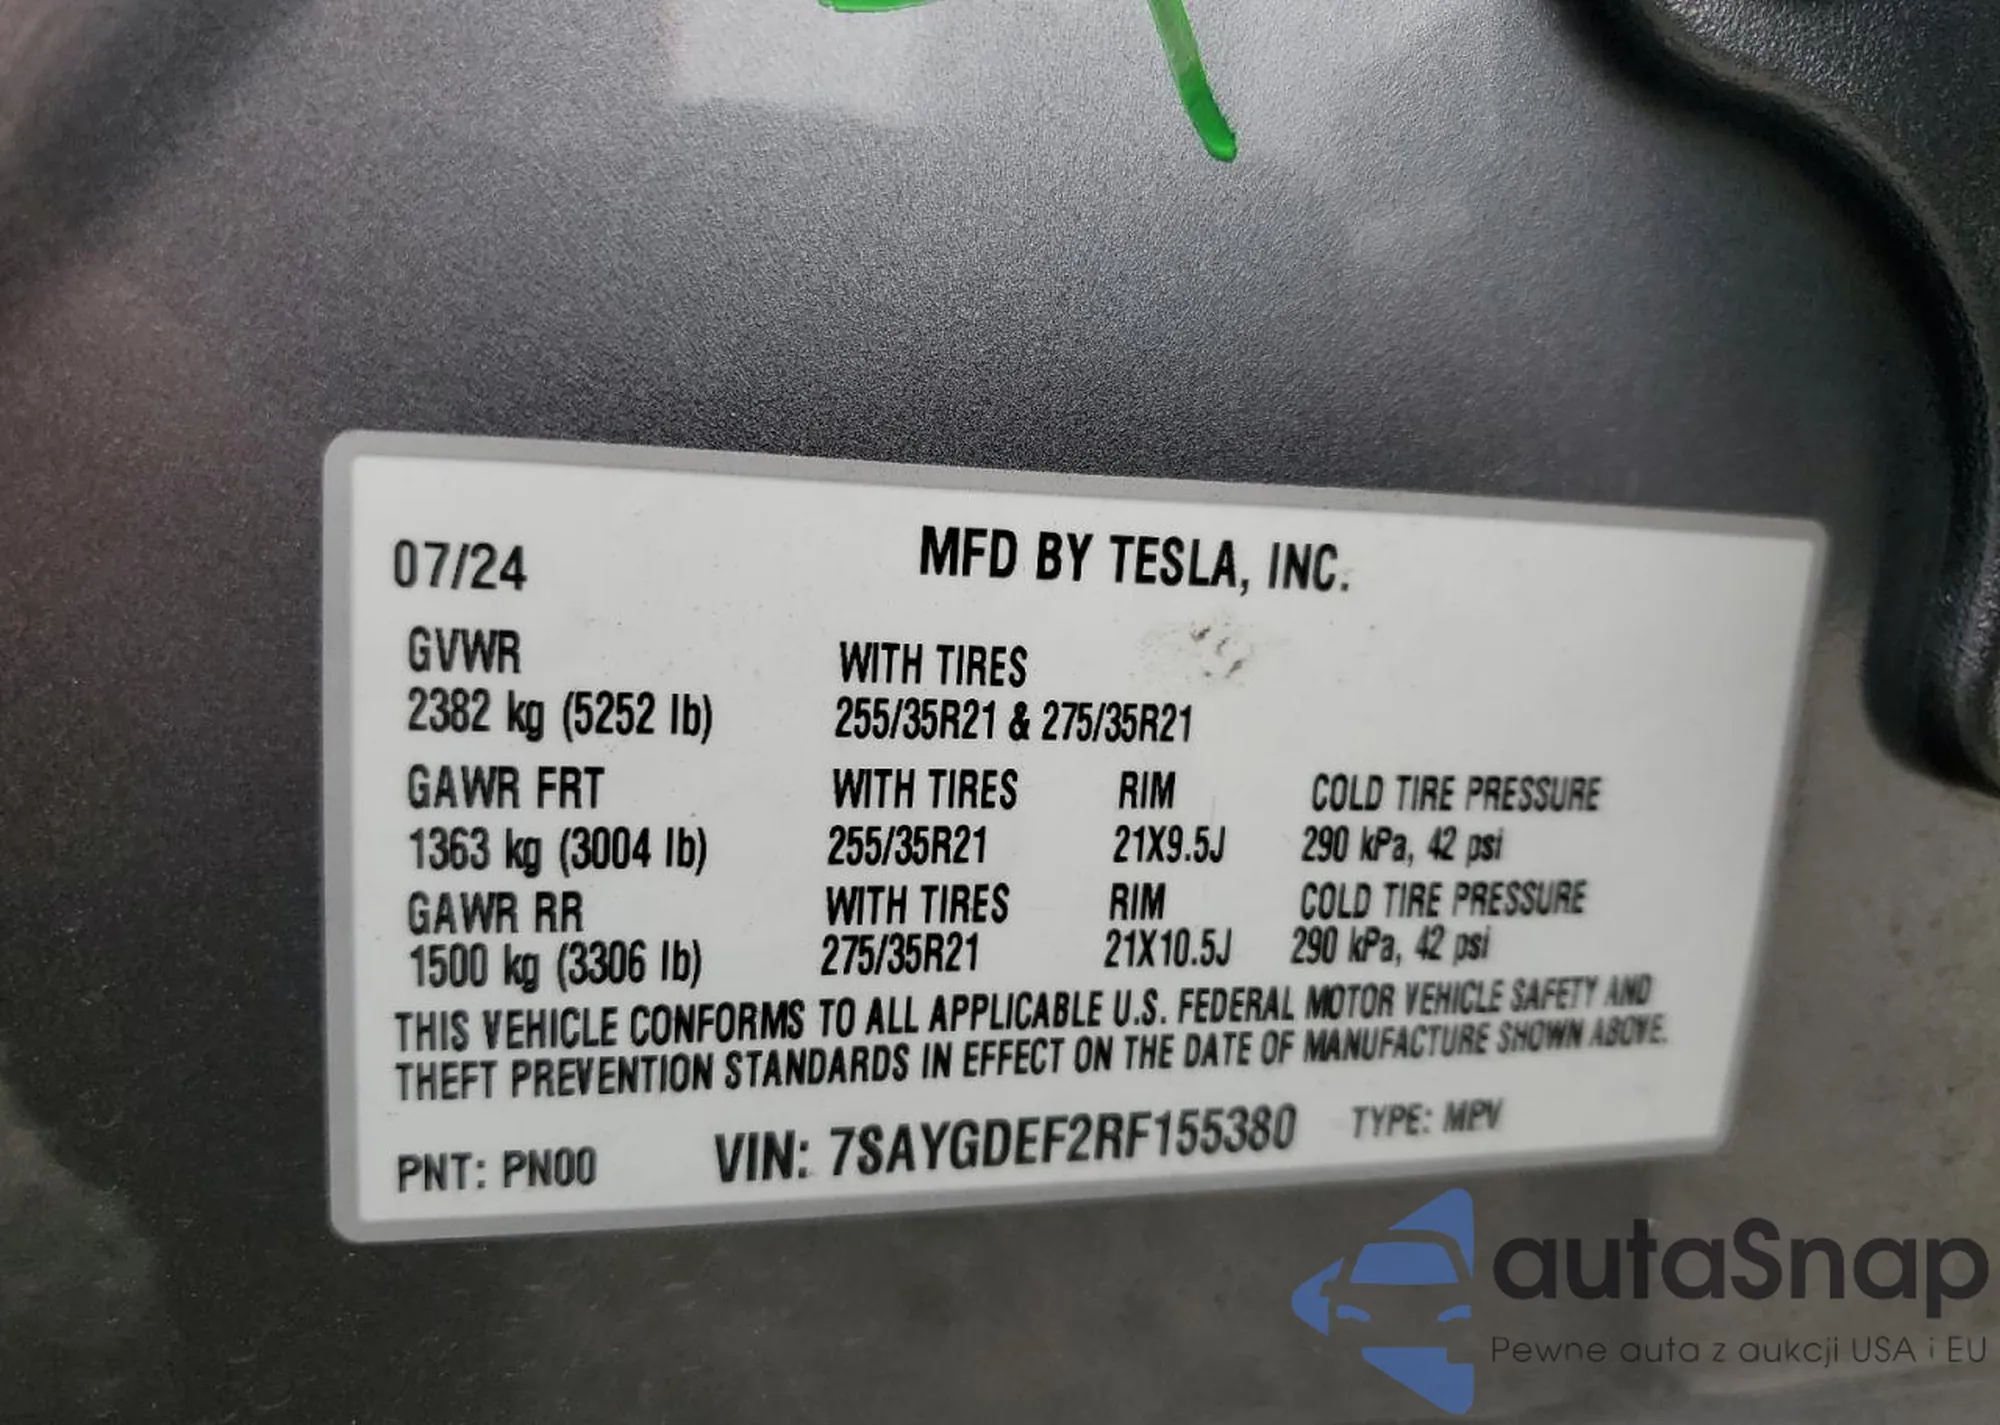 07/24 MFD BY TESLA, INC.
GVWR WITH TIRES
2382 kg (5252 lb) 255/35R21 & 275/35R21
GAWR FRT WITH TIRES RIM COLD TIRE PRESSURE
1363 kg (3004 lb) 255/35R21 21X9.5J 290 kPa, 42 psi
GAWR RR WITH TIRES RIM COLD TIRE PRESSURE
1500 kg (3306 lb) 275/35R21 21X10.5J 290 kPa, 42 psi
THIS VEHICLE CONFORMS TO ALL APPLICABLE U.S. FEDERAL MOTOR VEHICLE SAFETY AND
THEFT PREVENTION STANDARDS IN EFFECT ON THE DATE OF MANUFACTURE SHOWN ABOVE.
PNT: PN00 VIN: 7SAYGDEF2RF155380 TYPE: MPV
autaSnap
Pewne auta z aukcji USA i EU